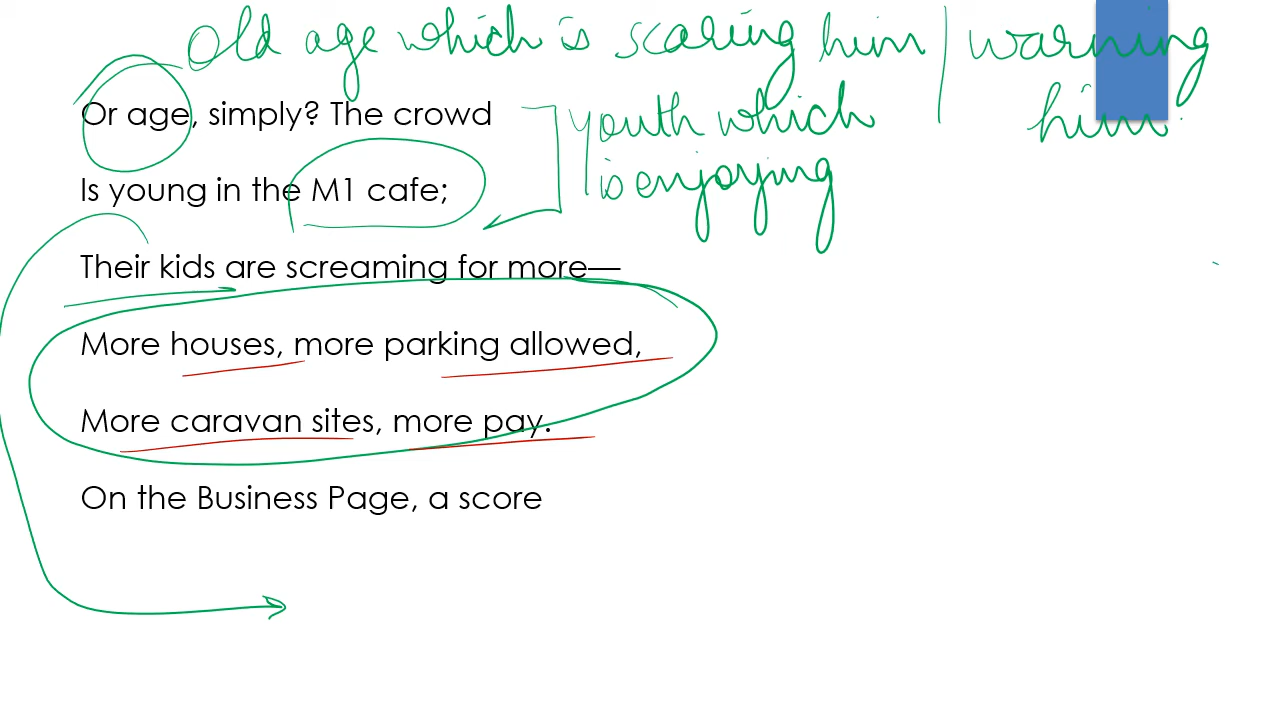 Old age which is scaring him | warning
him.
Or age, simply? The crowd
youth which
is enjoying
Is young in the M1 cafe;
Their kids are screaming for more—
More houses, more parking allowed,
More caravan sites, more pay.
On the Business Page, a score